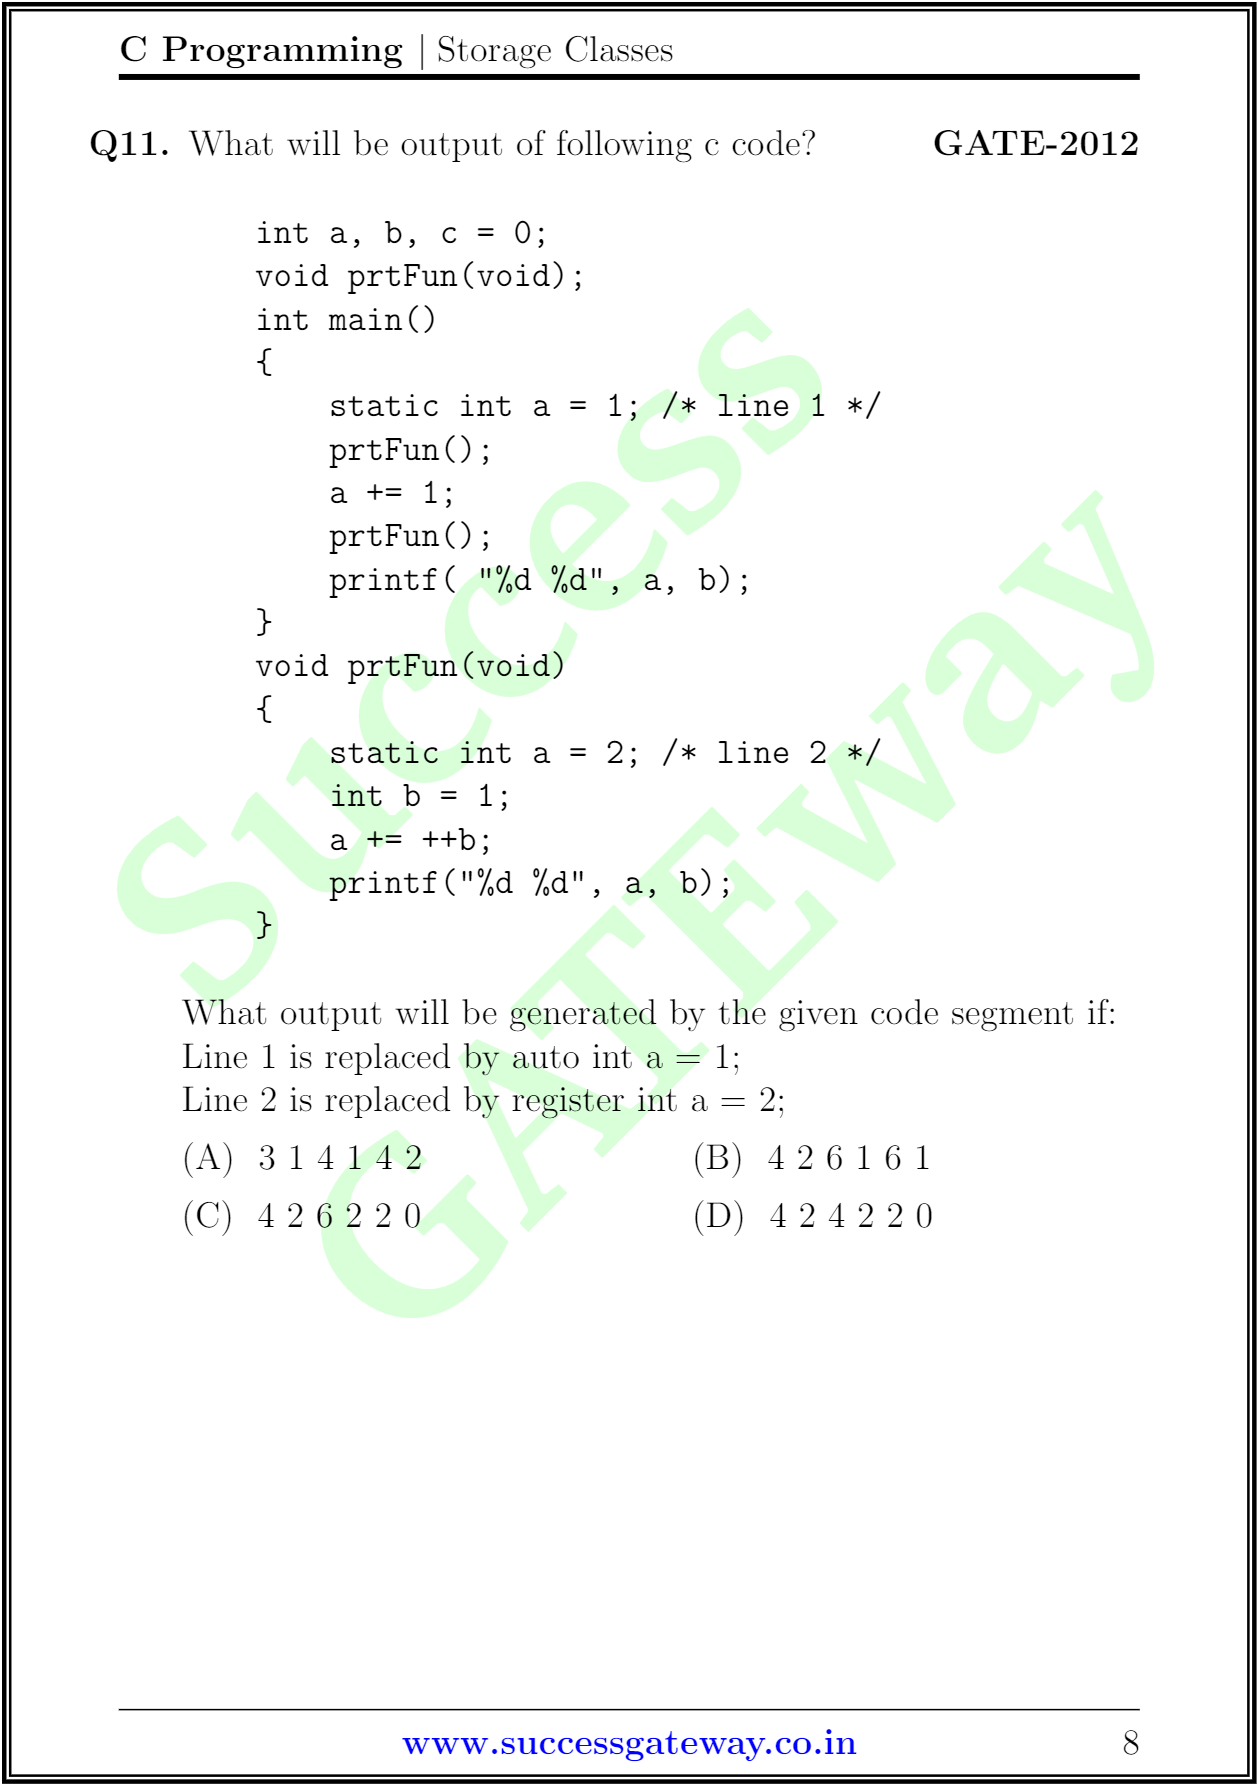 C Programming | Storage Classes
Q11. What will be output of following c code? GATE-2012
int a, b, c = 0;
void prtFun(void);
int main()
{
static int a = 1; /* line 1 */
prtFun();
a += 1;
prtFun();
printf( "%d %d", a, b);
}
void prtFun(void)
{
static int a = 2; /* line 2 */
int b = 1;
a += ++b;
printf("%d %d", a, b);
}
What output will be generated by the given code segment if:
Line 1 is replaced by auto int a = 1;
Line 2 is replaced by register int a = 2;
(A) 3 1 4 1 4 2 (B) 4 2 6 1 6 1
(C) 4 2 6 2 2 0 (D) 4 2 4 2 2 0
Success
GATEway
www.successgateway.co.in 8